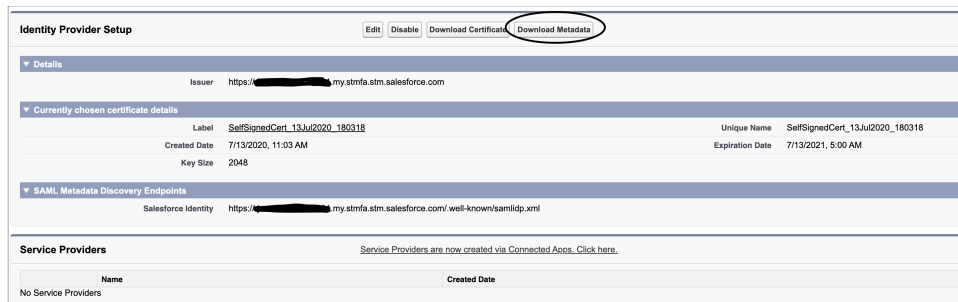 Identity Provider Setup Edit Disable Download Certificate Download Metadata
Details
Issuer https:// .my.stmfa.stm.salesforce.com
Currently chosen certificate details
Label SelfSignedCert_13Jul2020_180318 Unique Name SelfSignedCert_13Jul2020_180318
Created Date 7/13/2020, 11:03 AM Expiration Date 7/13/2021, 5:00 AM
Key Size 2048
SAML Metadata Discovery Endpoints
Salesforce Identity https:// .my.stmfa.stm.salesforce.com/.well-known/samlidp.xml
Service Providers Service Providers are now created via Connected Apps. Click here.
Name Created Date
No Service Providers